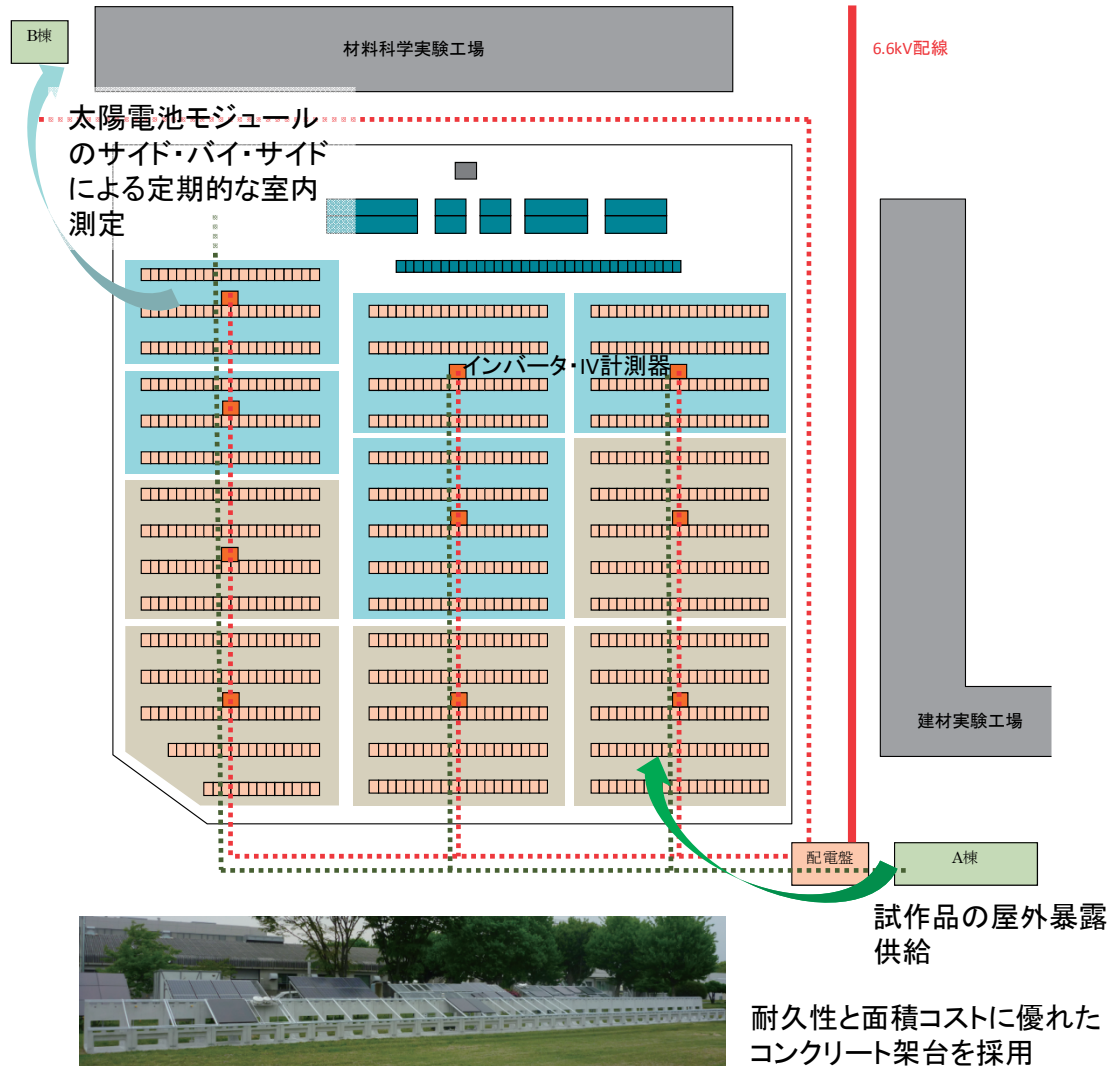 B棟
材料科学実験工場
6.6kV配線
太陽電池モジュール
のサイド・バイ・サイド
による定期的な室内
測定
インバータ・IV計測器
建材実験工場
配電盤
A棟
試作品の屋外暴露
供給
耐久性と面積コストに優れた
コンクリート架台を採用